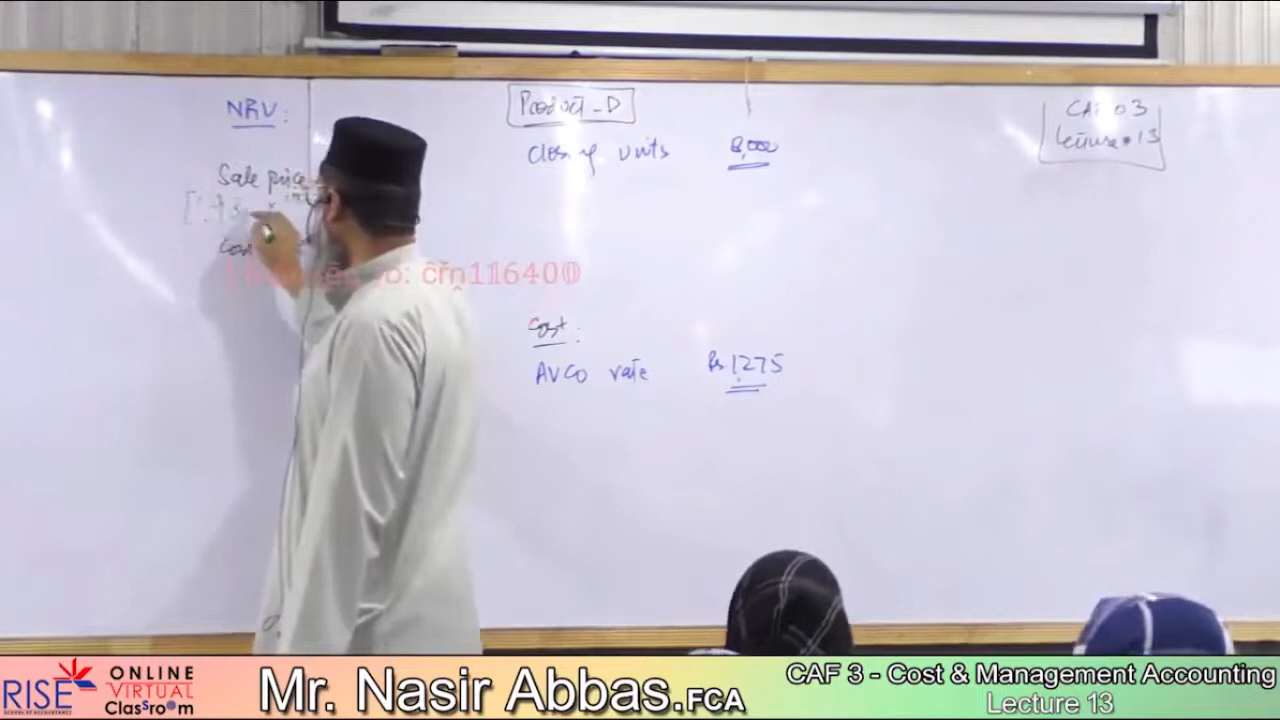 NRV:
Sale price
Product - D
closing units 8,000
cost:
AVCO rate Rs 1275
CAF 03
Lecture # 13
crn116400
RISE
ONLINE
VIRTUAL
Classroom
Mr. Nasir Abbas.FCA
CAF 3 - Cost & Management Accounting
Lecture 13